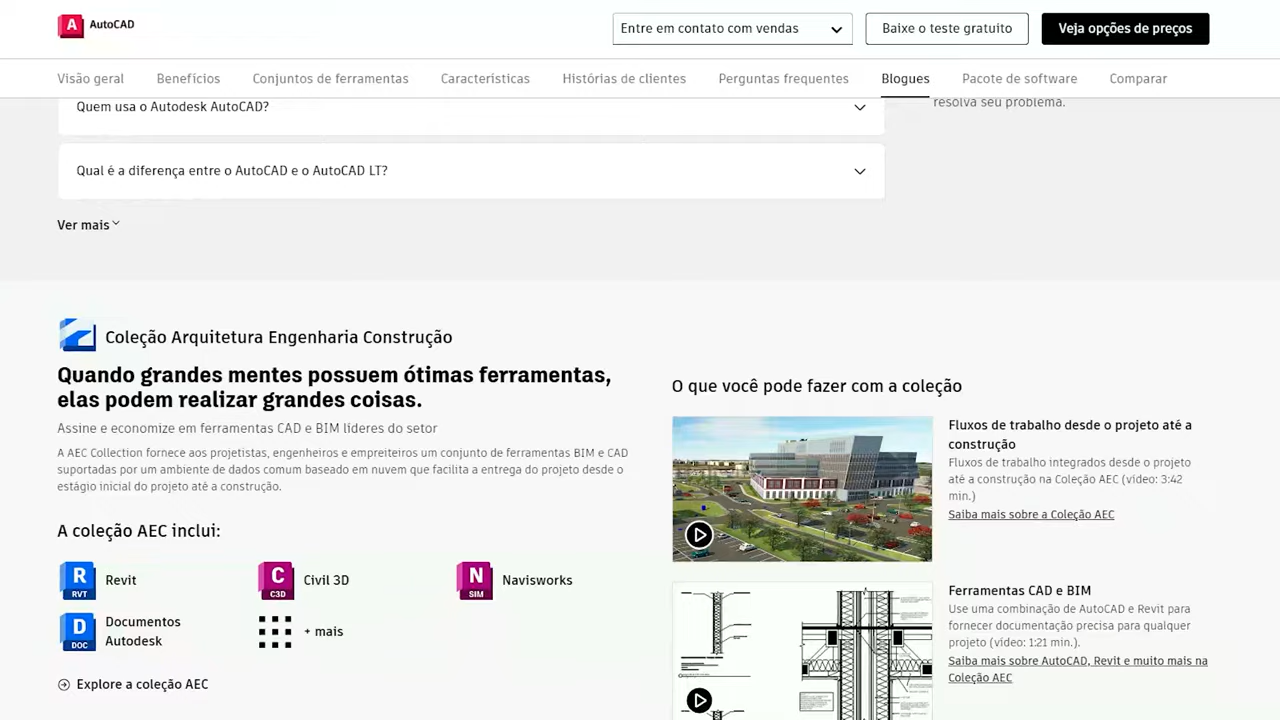 A AutoCAD
Entre em contato com vendas
Baixe o teste gratuito
Veja opções de preços
Visão geral
Benefícios
Conjuntos de ferramentas
Características
Histórias de clientes
Perguntas frequentes
Blogues
Pacote de software
Comparar
Quem usa o Autodesk AutoCAD?
resolva seu problema.
Qual é a diferença entre o AutoCAD e o AutoCAD LT?
Ver mais
Coleção Arquitetura Engenharia Construção
Quando grandes mentes possuem ótimas ferramentas,
elas podem realizar grandes coisas.
Assine e economize em ferramentas CAD e BIM líderes do setor
A AEC Collection fornece aos projetistas, engenheiros e empreiteiros um conjunto de ferramentas BIM e CAD
suportadas por um ambiente de dados comum baseado em nuvem que facilita a entrega do projeto desde o
estágio inicial do projeto até a construção.
A coleção AEC inclui:
R RVT Revit
C C3D Civil 3D
N SIM Navisworks
D DOC Documentos
Autodesk
+ mais
Explore a coleção AEC
O que você pode fazer com a coleção
Fluxos de trabalho desde o projeto até a
construção
Fluxos de trabalho integrados desde o projeto
até a construção na Coleção AEC (vídeo: 3:42
min.)
Saiba mais sobre a Coleção AEC
Ferramentas CAD e BIM
Use uma combinação de AutoCAD e Revit para
fornecer documentação precisa para qualquer
projeto (vídeo: 1:21 min.).
Saiba mais sobre AutoCAD, Revit e muito mais na
Coleção AEC